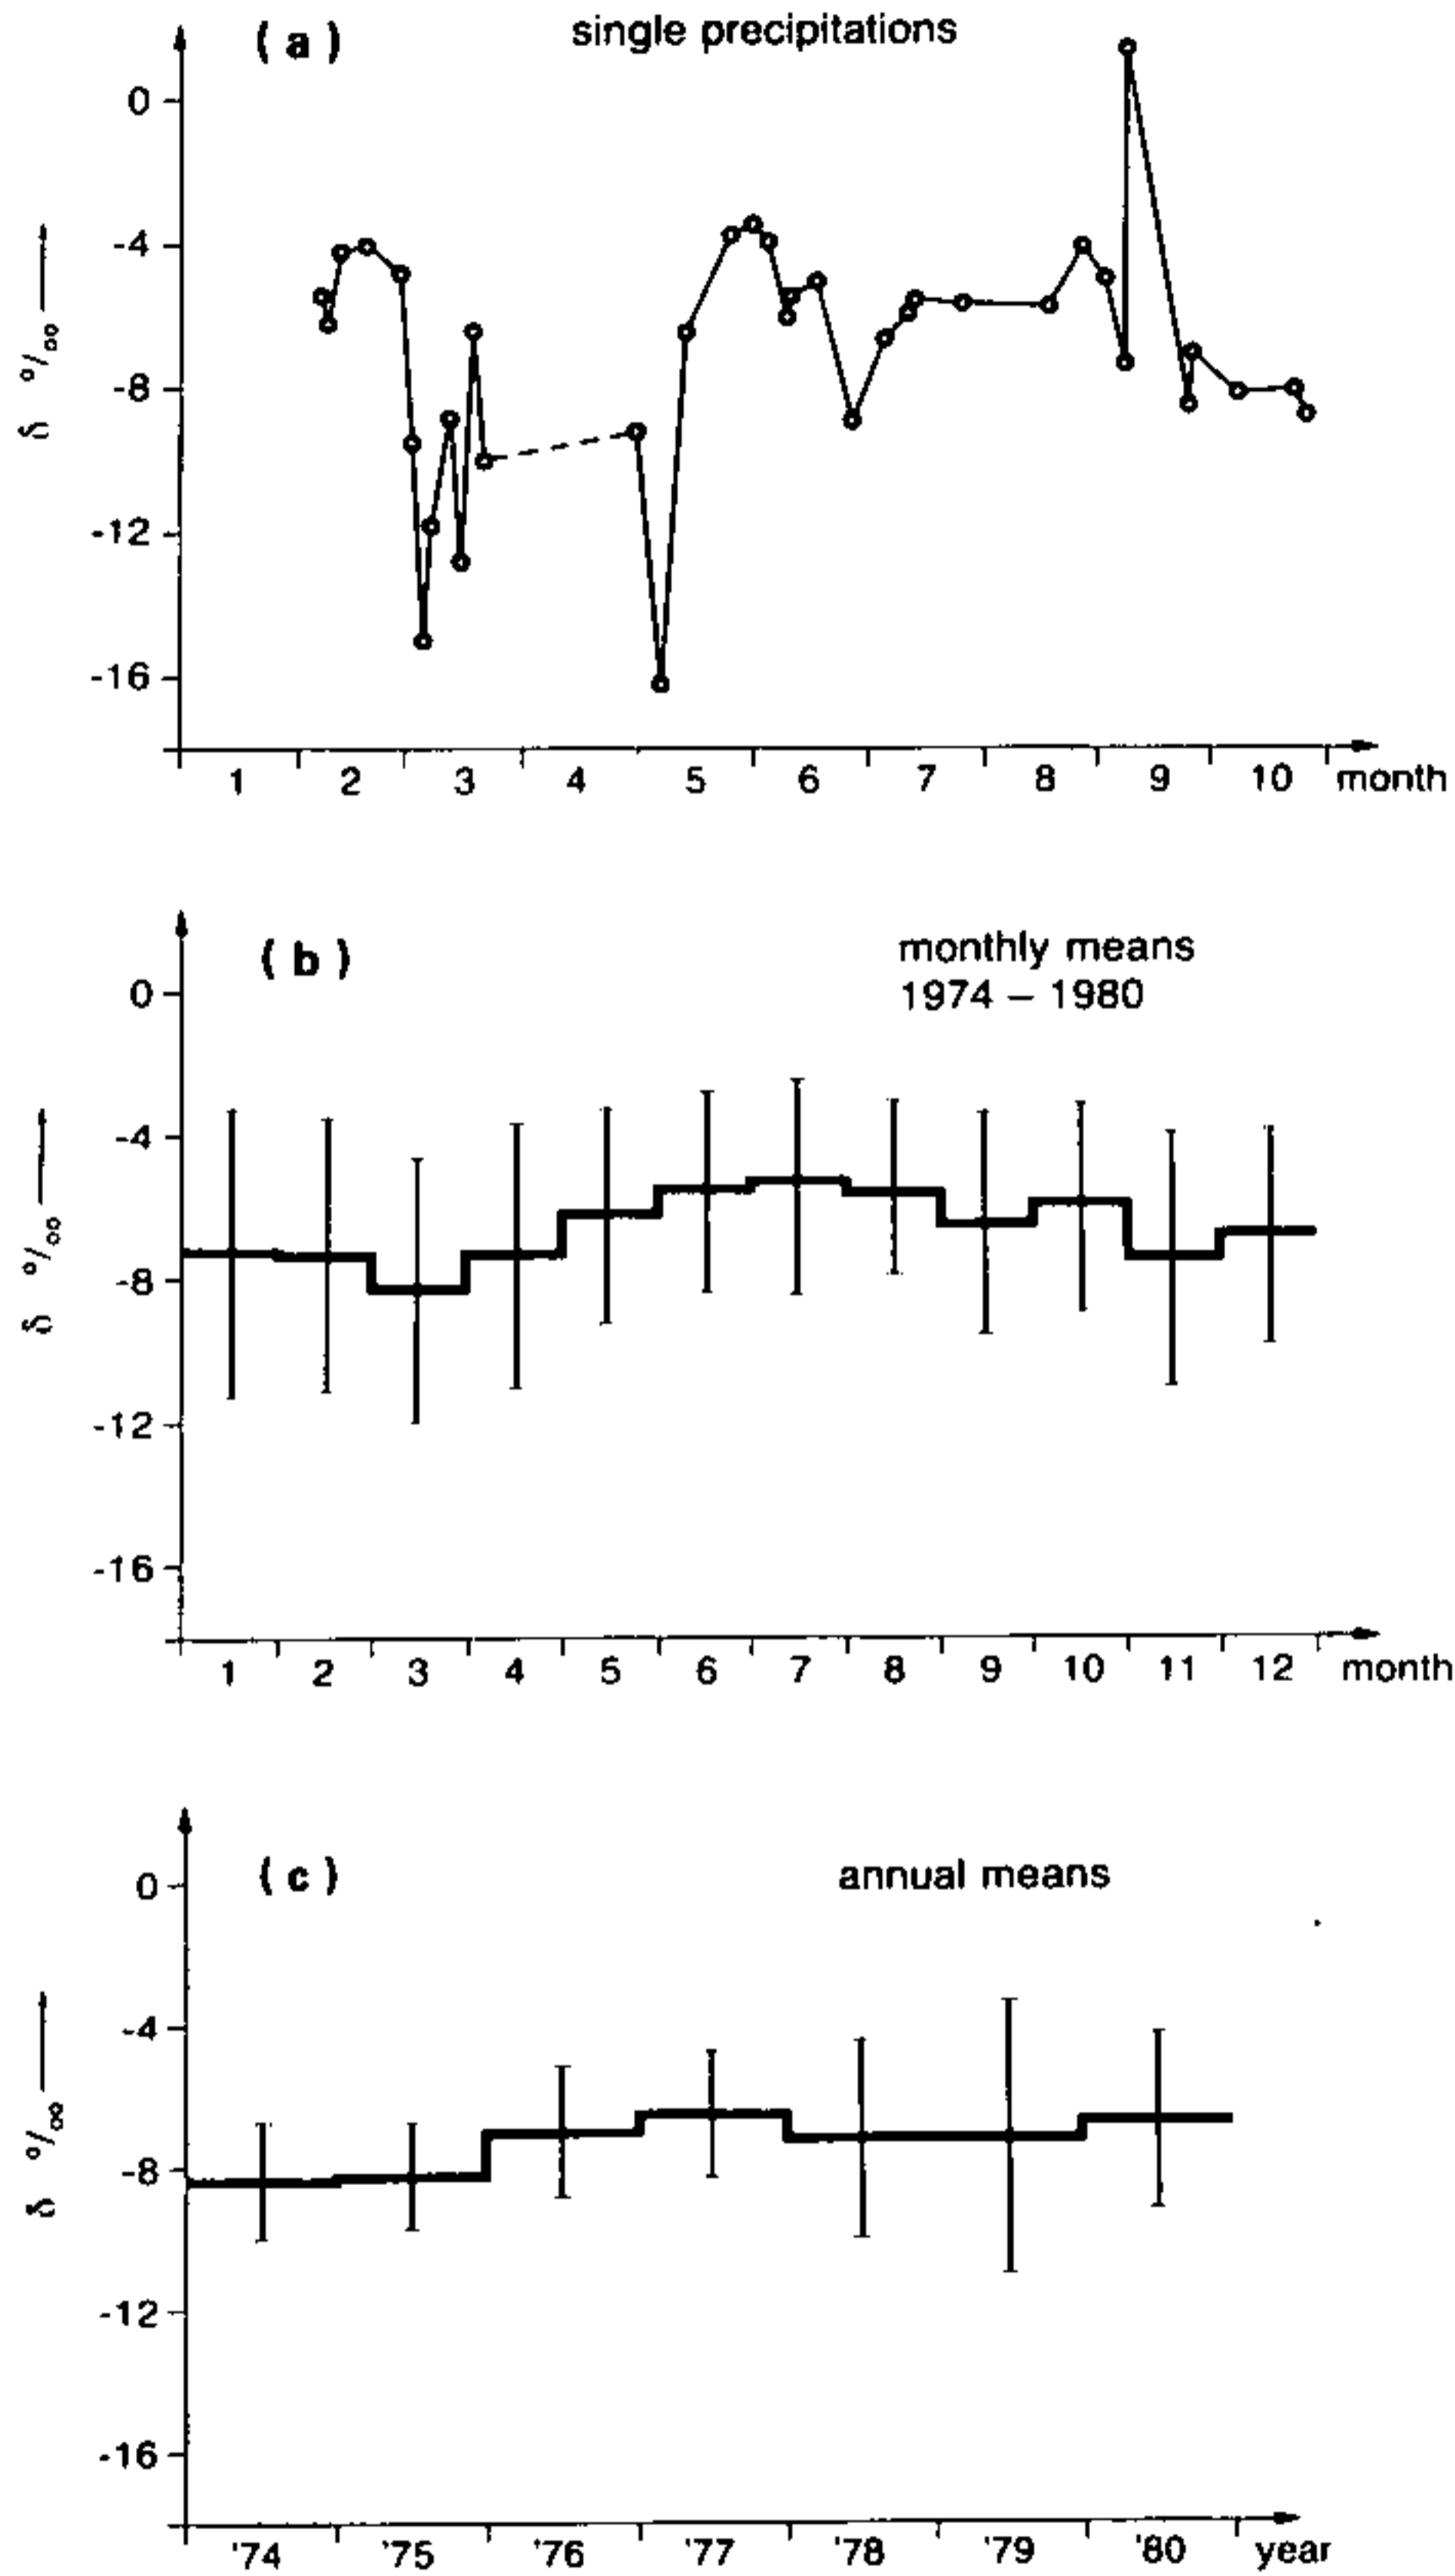 (a) single precipitations
0
-4
-8
-12
-16
δ ‰
1 2 3 4 5 6 7 8 9 10 month
(b) monthly means
1974 – 1980
0
-4
-8
-12
-16
δ ‰
1 2 3 4 5 6 7 8 9 10 11 12 month
(c) annual means
0
-4
-8
-12
-16
δ ‰
'74 '75 '76 '77 '78 '79 '80 year